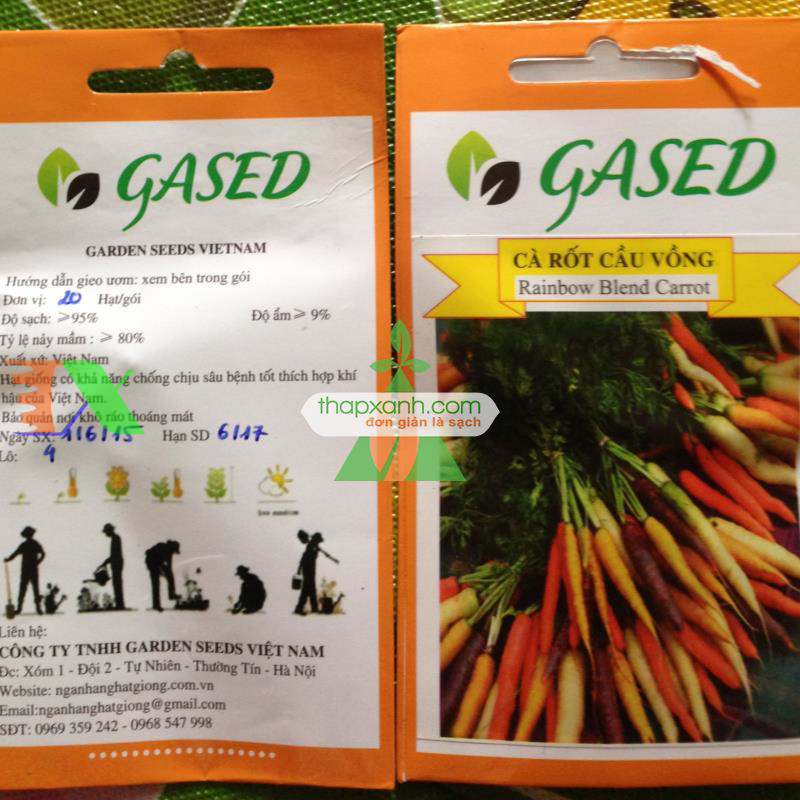 GASED
GARDEN SEEDS VIETNAM
Hướng dẫn gieo ươm: xem bên trong gói
Đơn vị: 20 Hạt/gói
Độ sạch: ≥95% Độ ẩm ≥ 9%
Tỷ lệ nảy mầm : ≥ 80%
Xuất xứ: Việt Nam
Hạt giống có khả năng chống chịu sâu bệnh tốt thích hợp khí
hậu của Việt Nam.
Bảo quản nơi khô ráo thoáng mát
Ngày SX: 1/6/15 Hạn SD 6/17
Lô: 4
Liên hệ:
CÔNG TY TNHH GARDEN SEEDS VIỆT NAM
Đc: Xóm 1 - Đội 2 - Tự Nhiên - Thường Tín - Hà Nội
Website: nganhanghatgiong.com.vn
Email:nganhanghatgiong@gmail.com
SĐT: 0969 359 242 - 0968 547 998
GASED
CÀ RỐT CẦU VỒNG
Rainbow Blend Carrot
thapxanh.com
đơn giản là sạch